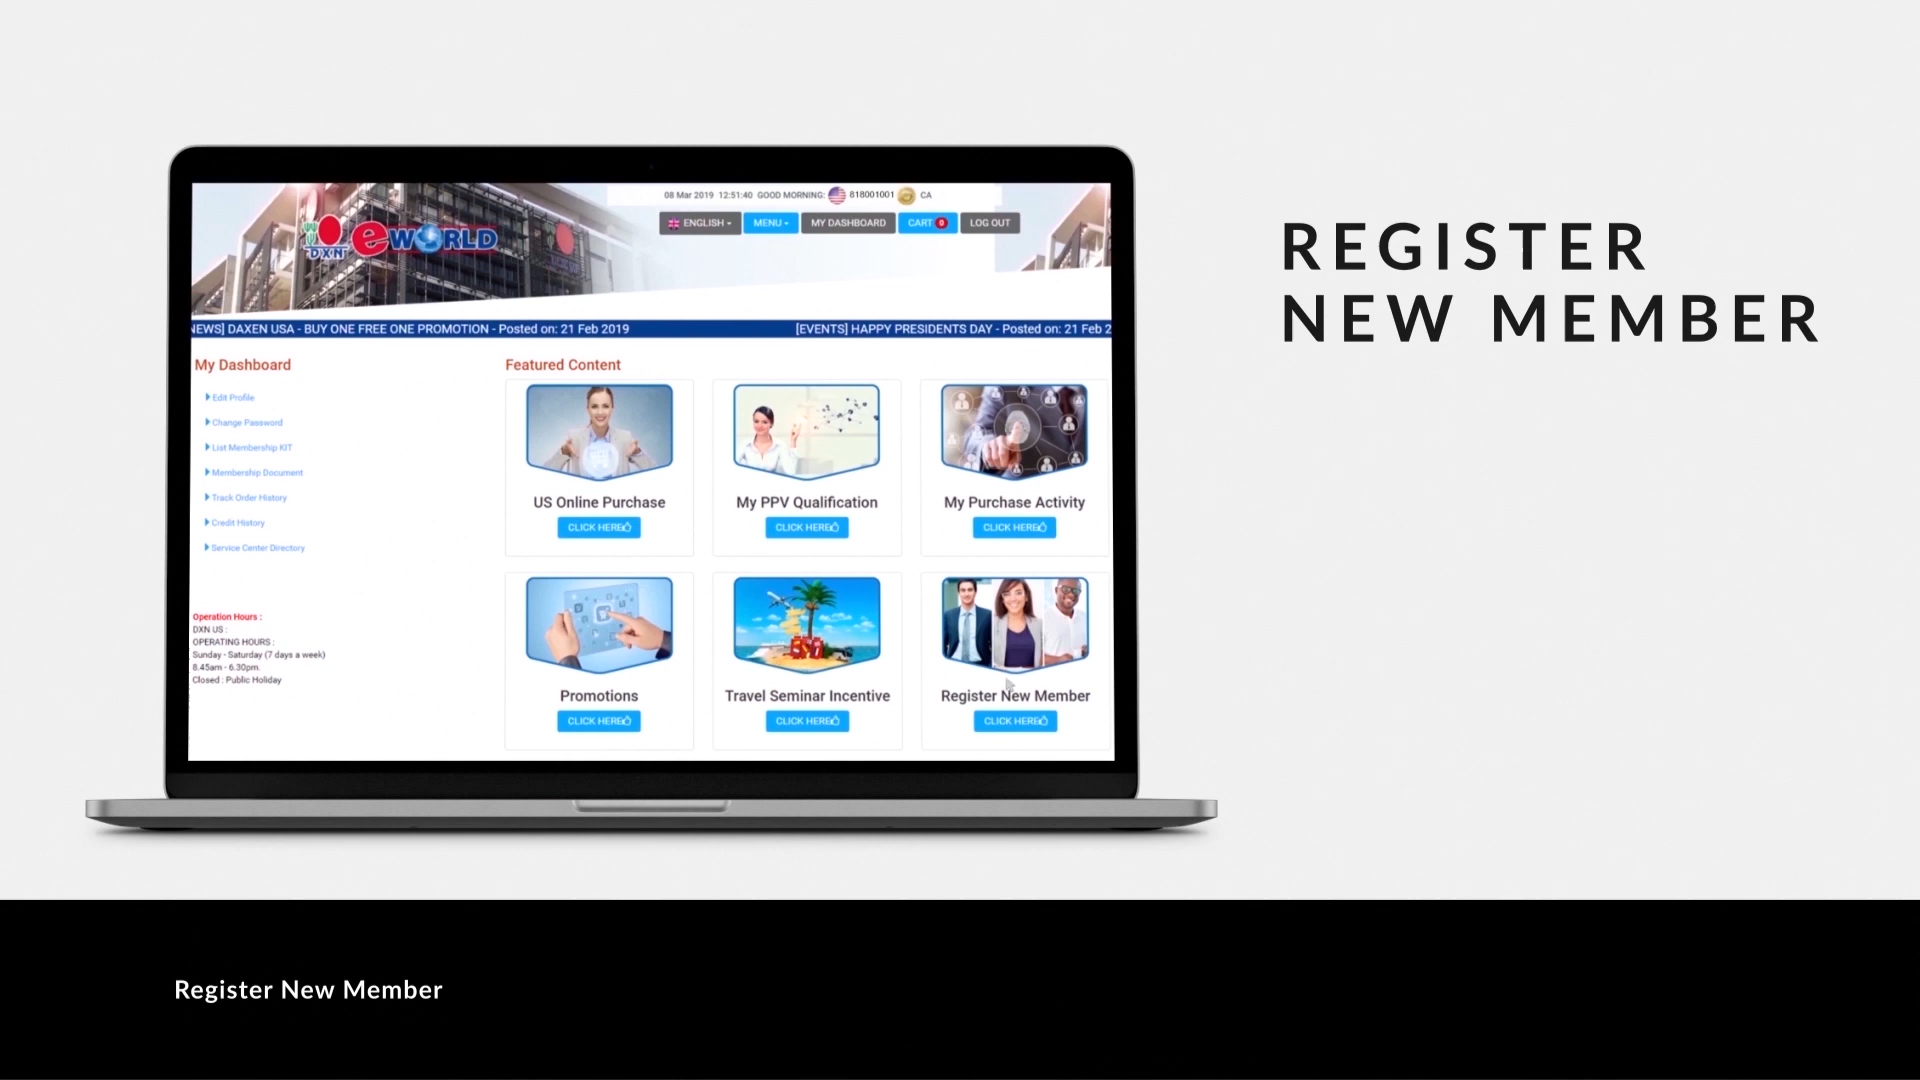 REGISTER
NEW MEMBER
08 Mar 2019 12:51:40 GOOD MORNING: 818001001 CA
ENGLISH MENU MY DASHBOARD CART 0 LOG OUT
DXN eWORLD
NEWS] DAXEN USA - BUY ONE FREE ONE PROMOTION - Posted on: 21 Feb 2019 [EVENTS] HAPPY PRESIDENTS DAY - Posted on: 21 Feb 2
My Dashboard
Edit Profile
Change Password
List Membership KIT
Membership Document
Track Order History
Credit History
Service Center Directory
Operation Hours :
DXN US :
OPERATING HOURS :
Sunday - Saturday (7 days a week)
8.45am - 6.30pm.
Closed : Public Holiday
Featured Content
US Online Purchase
CLICK HERE
My PPV Qualification
CLICK HERE
My Purchase Activity
CLICK HERE
Promotions
CLICK HERE
Travel Seminar Incentive
CLICK HERE
Register New Member
CLICK HERE
Register New Member